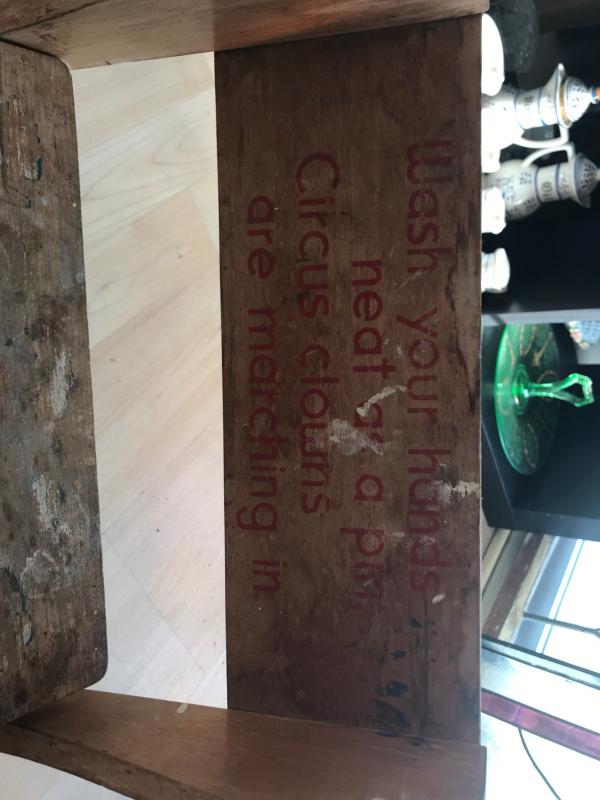 Wash your hands
neat as a pin,
Circus clowns
are marching in